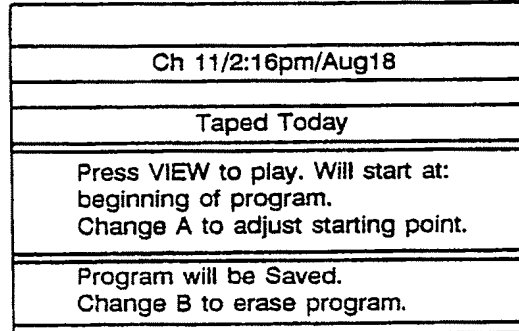 Ch 11/2:16pm/Aug18
Taped Today
Press VIEW to play. Will start at:
beginning of program.
Change A to adjust starting point.
Program will be Saved.
Change B to erase program.